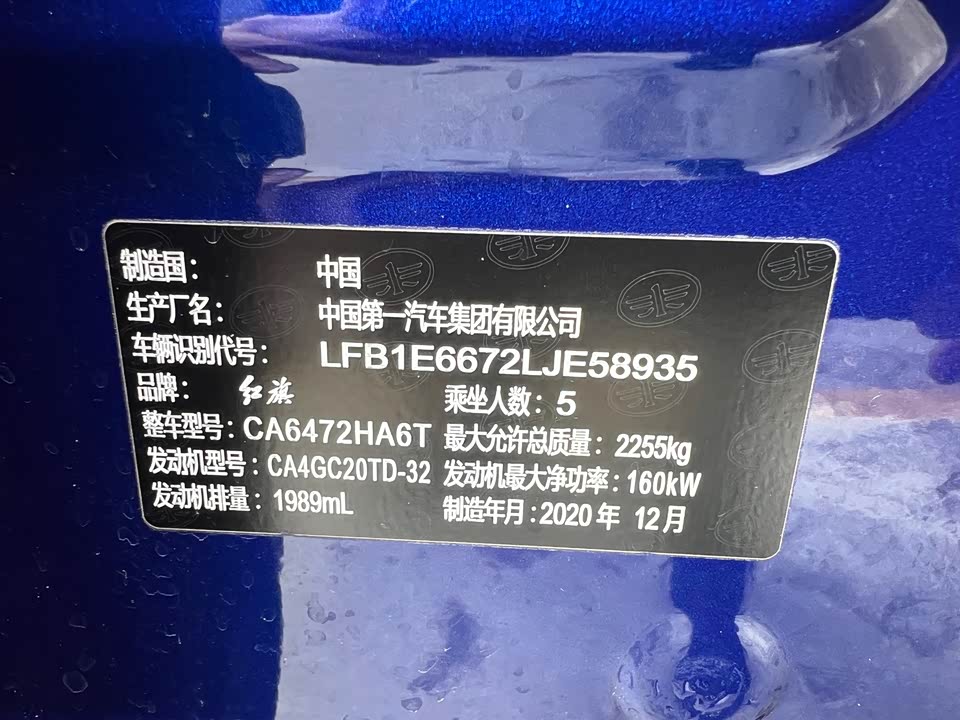 制造国： 中国
生产厂名： 中国第一汽车集团有限公司
车辆识别代号： LFB1E6672LJE58935
品牌： 红旗 乘坐人数：5
整车型号：CA6472HA6T 最大允许总质量：2255kg
发动机型号：CA4GC20TD-32 发动机最大净功率：160kW
发动机排量：1989mL 制造年月：2020年 12月